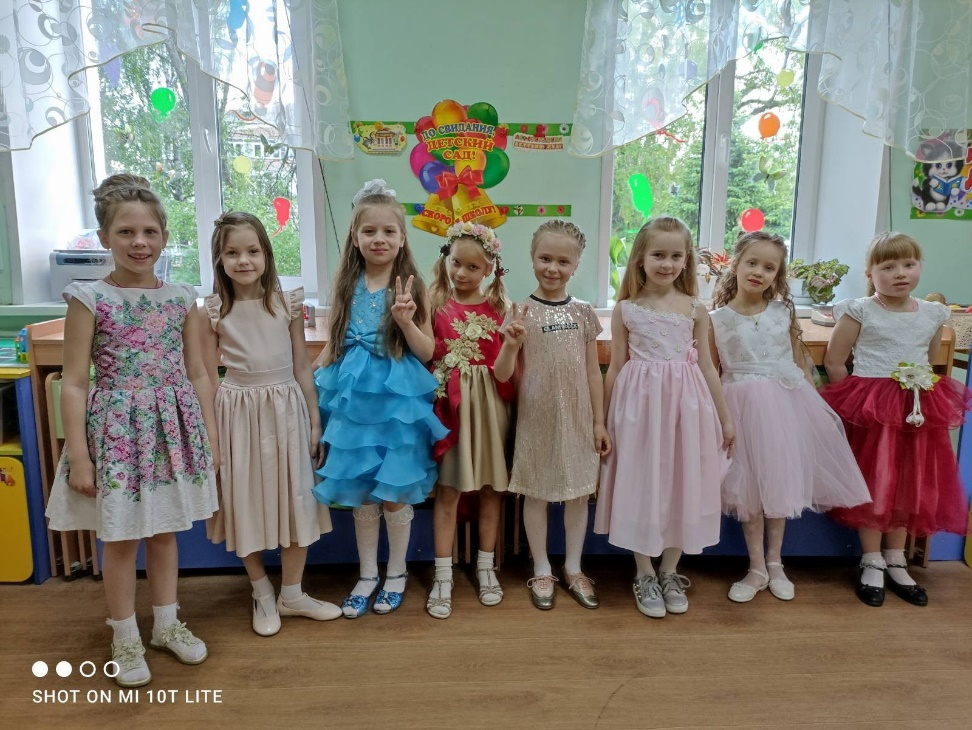 ДО СВИДАНИЯ,
ДЕТСКИЙ
САД!
СКОРО В ШКОЛУ!
SHOT ON MI 10T LITE